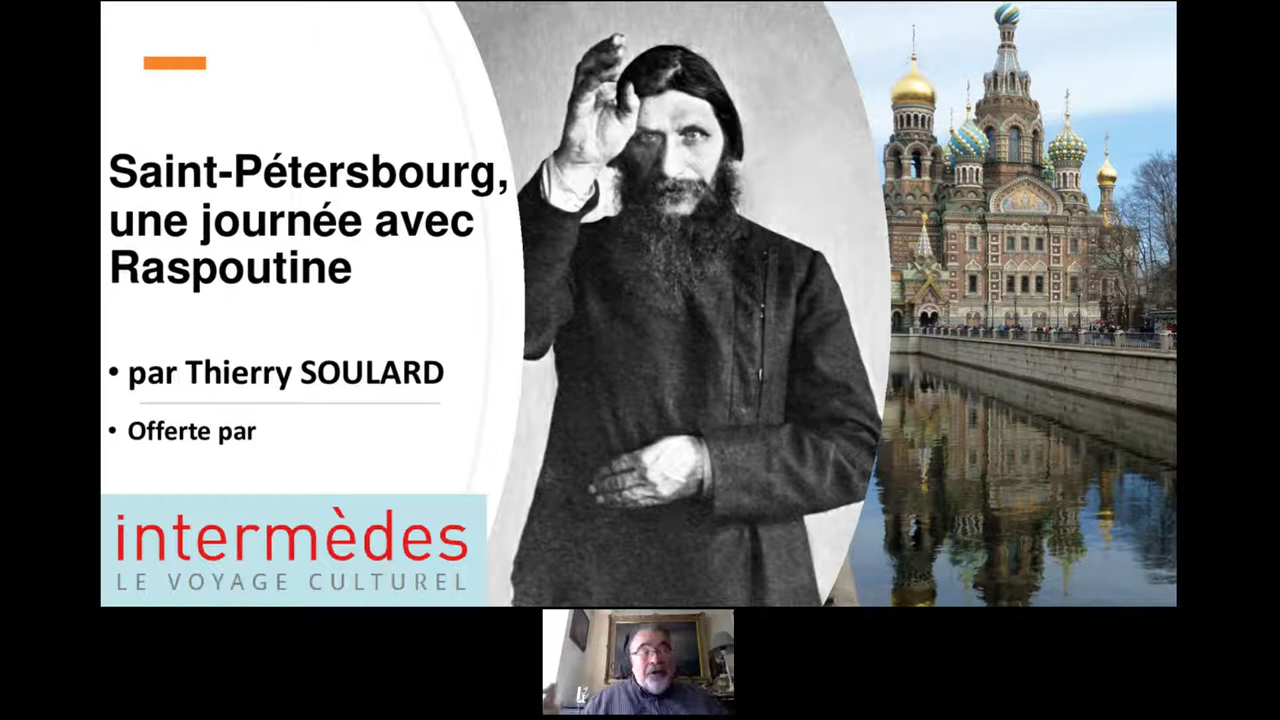 Saint-Pétersbourg,
une journée avec
Raspoutine
• par Thierry SOULARD
• Offerte par
intermèdes
LE VOYAGE CULTUREL